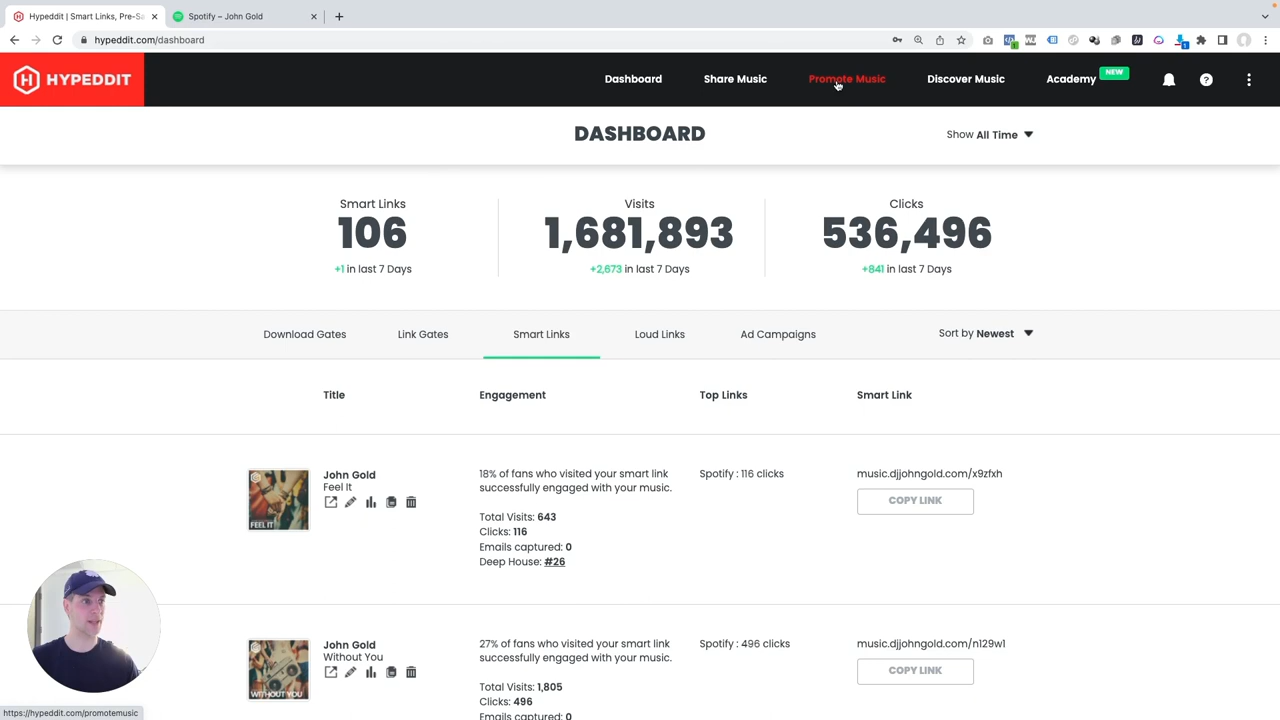 Hypeddit | Smart Links, Pre-Sa
Spotify – John Gold
hypeddit.com/dashboard
HYPEDDIT
Dashboard
Share Music
Promote Music
Discover Music
Academy
NEW
DASHBOARD
Show All Time
Smart Links
106
+1 in last 7 Days
Visits
1,681,893
+2,673 in last 7 Days
Clicks
536,496
+841 in last 7 Days
Download Gates
Link Gates
Smart Links
Loud Links
Ad Campaigns
Sort by Newest
Title
Engagement
Top Links
Smart Link
FEEL IT
John Gold
Feel It
18% of fans who visited your smart link
successfully engaged with your music.
Total Visits: 643
Clicks: 116
Emails captured: 0
Deep House: #26
Spotify : 116 clicks
music.djjohngold.com/x9zfxh
COPY LINK
WITHOUT YOU
John Gold
Without You
27% of fans who visited your smart link
successfully engaged with your music.
Total Visits: 1,805
Clicks: 496
Emails captured: 0
Spotify : 496 clicks
music.djjohngold.com/n129w1
COPY LINK
https://hypeddit.com/promotemusic